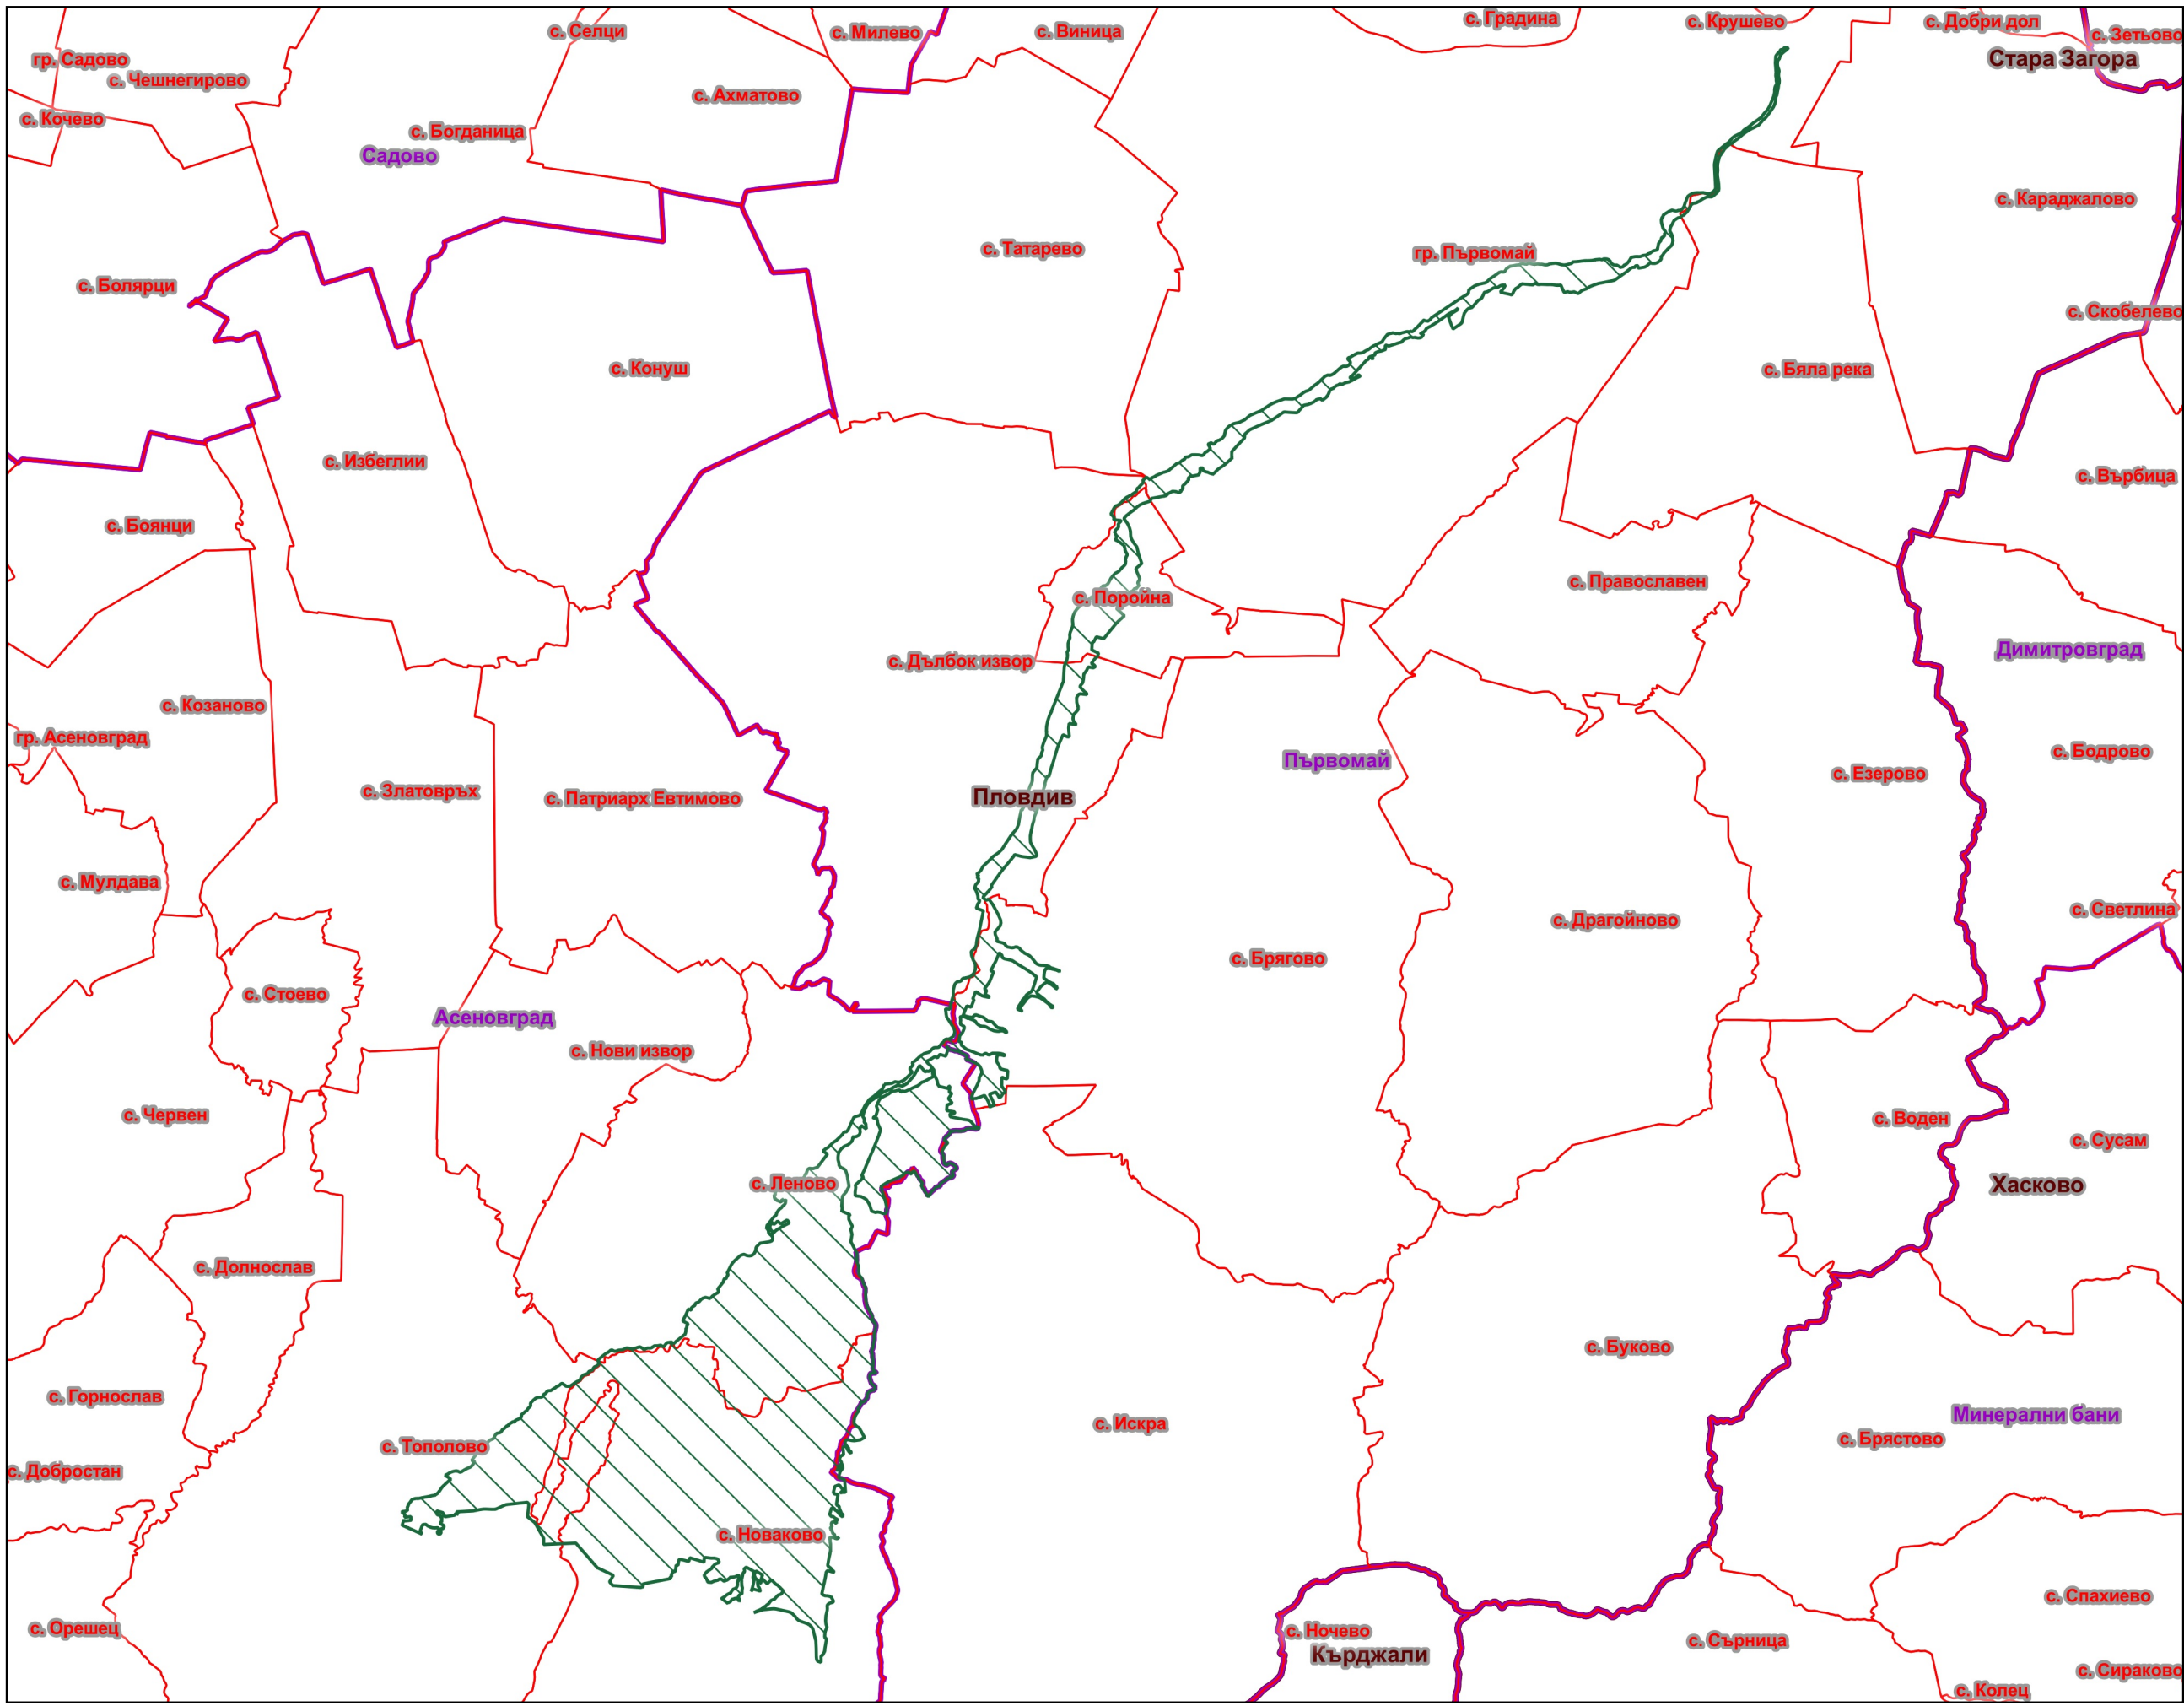 с. Градина
с. Крушево
с. Добри дол
с. Селци
с. Милево
с. Виница
с. Зетьово
гр. Садово
Стара Загора
с. Чешнегирово
с. Ахматово
с. Кочево
с. Богданица
Садово
с. Караджалово
с. Татарево
гр. Първомай
с. Болярци
с. Скобелево
с. Конуш
с. Бяла река
с. Избеглии
с. Върбица
с. Боянци
с. Православен
с. Поройна
Димитровград
с. Дълбок извор
с. Козаново
гр. Асеновград
с. Бодрово
Първомай
с. Езерово
с. Златовръх
с. Патриарх Евтимово
Пловдив
с. Мулдава
с. Светлина
с. Драгойново
с. Брягово
с. Стоево
Асеновград
с. Нови извор
с. Червен
с. Воден
с. Сусам
с. Леново
Хасково
с. Долнослав
с. Буково
с. Горнослав
Минерални бани
с. Искра
с. Брястово
с. Тополово
с. Добростан
с. Новаково
с. Спахиево
с. Орешец
с. Ночево
с. Сърница
Кърджали
с. Сираково
с. Колец